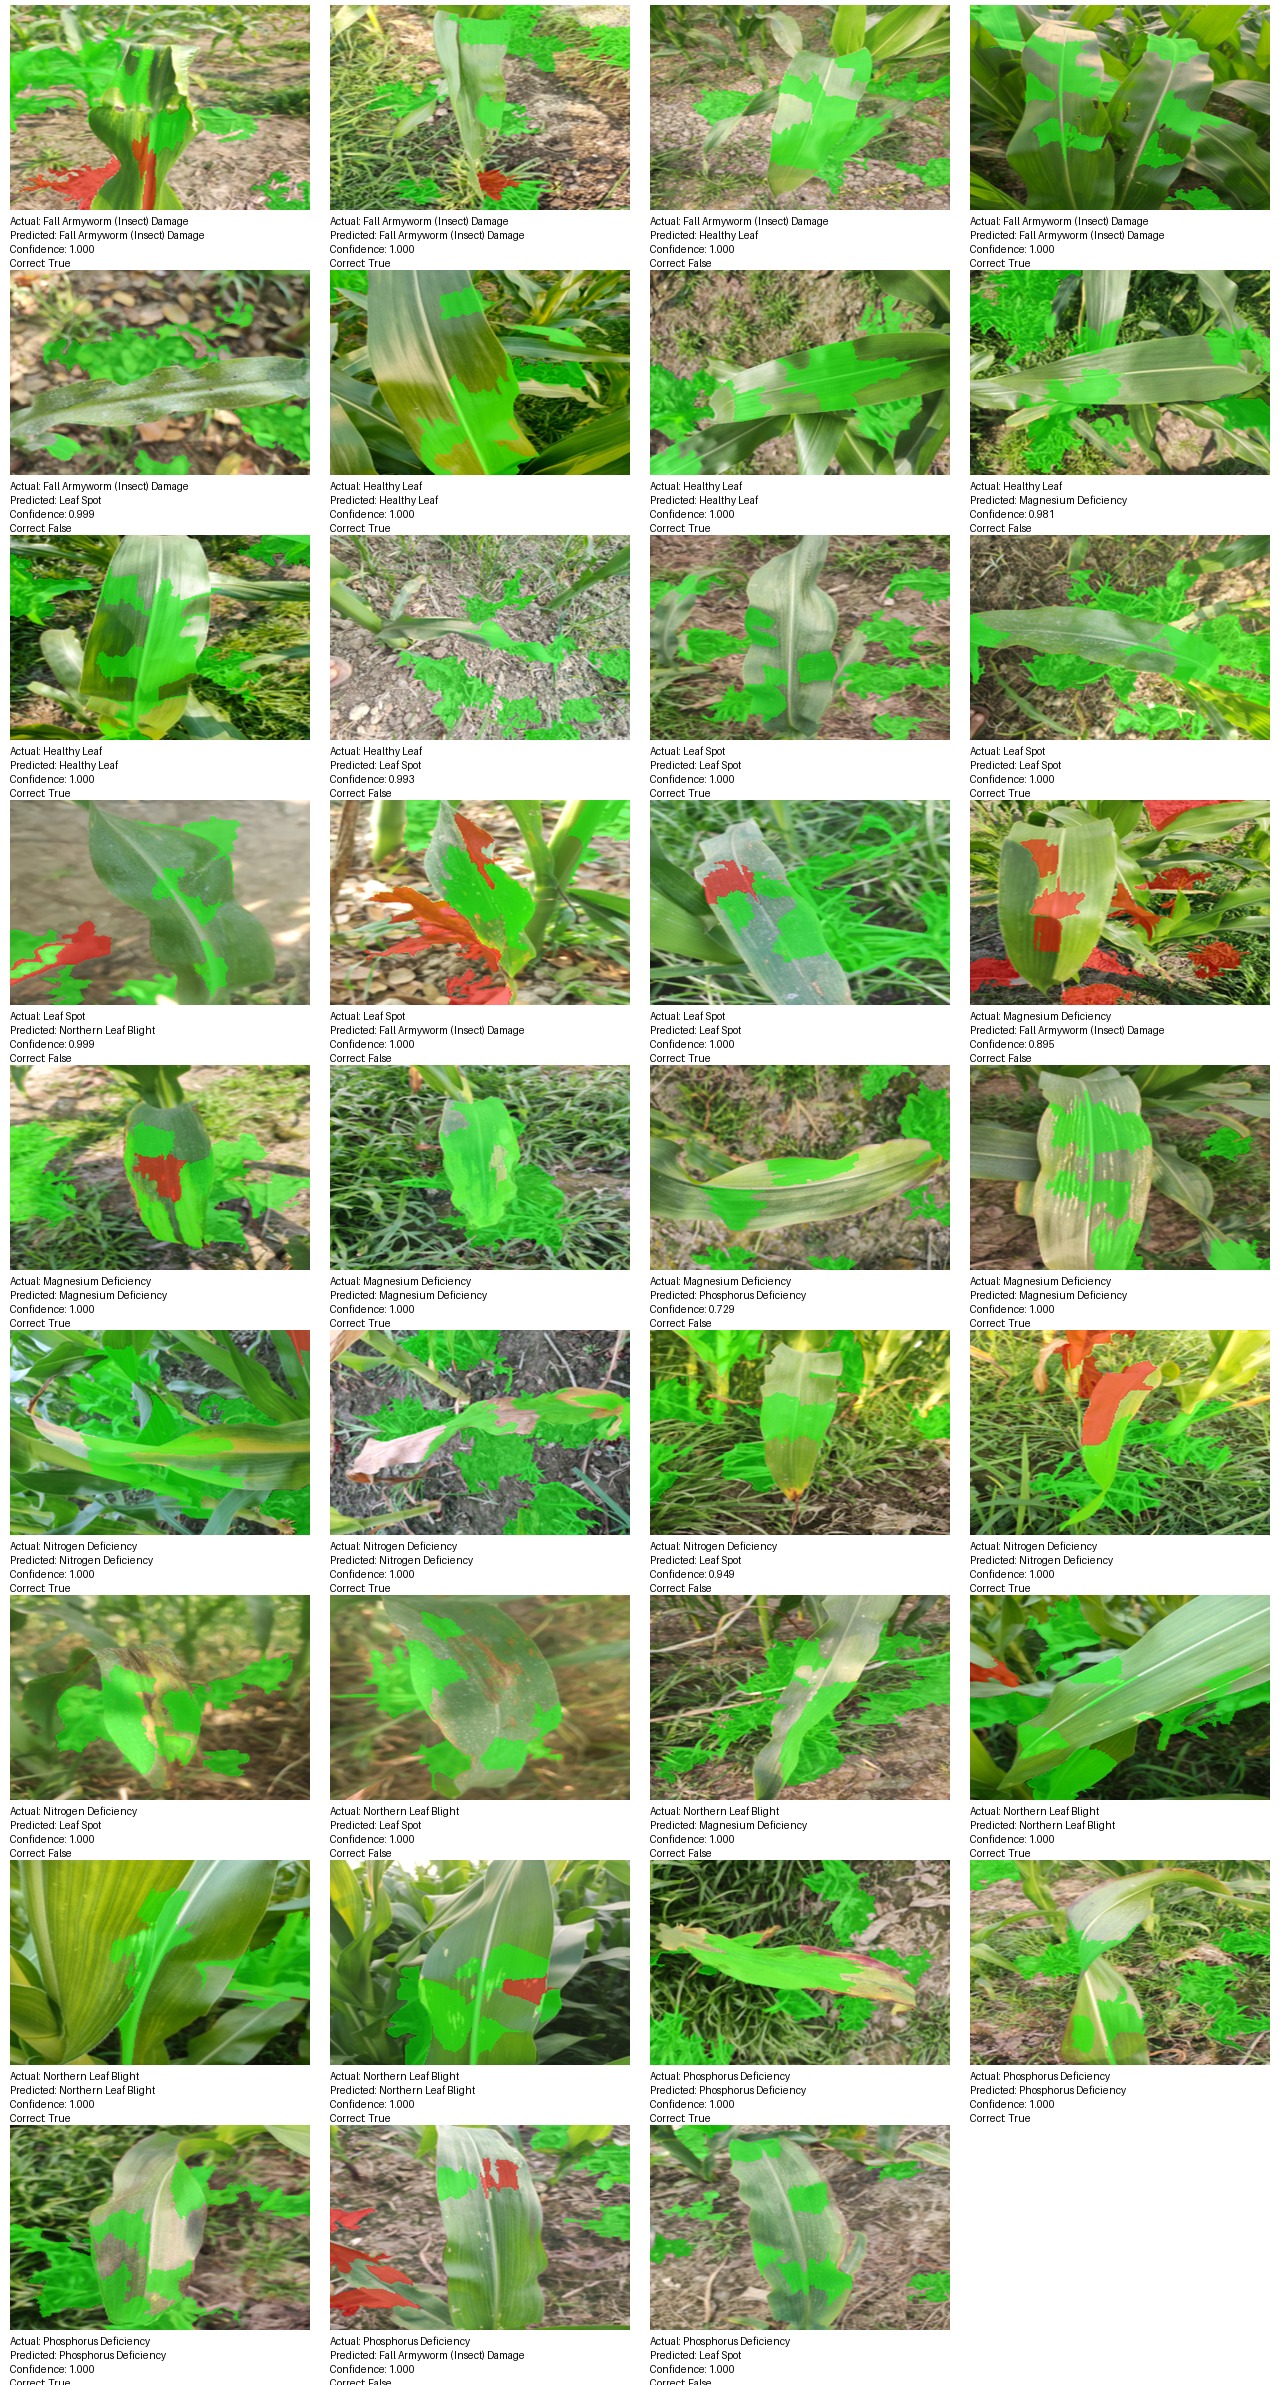 Actual: Fall Armyworm (Insect) Damage
Predicted: Fall Armyworm (Insect) Damage
Confidence: 1.000
Correct: True
Actual: Fall Armyworm (Insect) Damage
Predicted: Fall Armyworm (Insect) Damage
Confidence: 1.000
Correct: True
Actual: Fall Armyworm (Insect) Damage
Predicted: Healthy Leaf
Confidence: 1.000
Correct: False
Actual: Fall Armyworm (Insect) Damage
Predicted: Fall Armyworm (Insect) Damage
Confidence: 1.000
Correct: True
Actual: Fall Armyworm (Insect) Damage
Predicted: Leaf Spot
Confidence: 0.999
Correct: False
Actual: Healthy Leaf
Predicted: Healthy Leaf
Confidence: 1.000
Correct: True
Actual: Healthy Leaf
Predicted: Healthy Leaf
Confidence: 1.000
Correct: True
Actual: Healthy Leaf
Predicted: Magnesium Deficiency
Confidence: 0.981
Correct: False
Actual: Healthy Leaf
Predicted: Healthy Leaf
Confidence: 1.000
Correct: True
Actual: Healthy Leaf
Predicted: Leaf Spot
Confidence: 0.993
Correct: False
Actual: Leaf Spot
Predicted: Leaf Spot
Confidence: 1.000
Correct: True
Actual: Leaf Spot
Predicted: Leaf Spot
Confidence: 1.000
Correct: True
Actual: Leaf Spot
Predicted: Northern Leaf Blight
Confidence: 0.999
Correct: False
Actual: Leaf Spot
Predicted: Fall Armyworm (Insect) Damage
Confidence: 1.000
Correct: False
Actual: Leaf Spot
Predicted: Leaf Spot
Confidence: 1.000
Correct: True
Actual: Magnesium Deficiency
Predicted: Fall Armyworm (Insect) Damage
Confidence: 0.895
Correct: False
Actual: Magnesium Deficiency
Predicted: Magnesium Deficiency
Confidence: 1.000
Correct: True
Actual: Magnesium Deficiency
Predicted: Magnesium Deficiency
Confidence: 1.000
Correct: True
Actual: Magnesium Deficiency
Predicted: Phosphorus Deficiency
Confidence: 0.729
Correct: False
Actual: Magnesium Deficiency
Predicted: Magnesium Deficiency
Confidence: 1.000
Correct: True
Actual: Nitrogen Deficiency
Predicted: Nitrogen Deficiency
Confidence: 1.000
Correct: True
Actual: Nitrogen Deficiency
Predicted: Nitrogen Deficiency
Confidence: 1.000
Correct: True
Actual: Nitrogen Deficiency
Predicted: Leaf Spot
Confidence: 0.949
Correct: False
Actual: Nitrogen Deficiency
Predicted: Nitrogen Deficiency
Confidence: 1.000
Correct: True
Actual: Nitrogen Deficiency
Predicted: Leaf Spot
Confidence: 1.000
Correct: False
Actual: Northern Leaf Blight
Predicted: Leaf Spot
Confidence: 1.000
Correct: False
Actual: Northern Leaf Blight
Predicted: Magnesium Deficiency
Confidence: 1.000
Correct: False
Actual: Northern Leaf Blight
Predicted: Northern Leaf Blight
Confidence: 1.000
Correct: True
Actual: Northern Leaf Blight
Predicted: Northern Leaf Blight
Confidence: 1.000
Correct: True
Actual: Northern Leaf Blight
Predicted: Northern Leaf Blight
Confidence: 1.000
Correct: True
Actual: Phosphorus Deficiency
Predicted: Phosphorus Deficiency
Confidence: 1.000
Correct: True
Actual: Phosphorus Deficiency
Predicted: Phosphorus Deficiency
Confidence: 1.000
Correct: True
Actual: Phosphorus Deficiency
Predicted: Phosphorus Deficiency
Confidence: 1.000
Correct: True
Actual: Phosphorus Deficiency
Predicted: Fall Armyworm (Insect) Damage
Confidence: 1.000
Correct: False
Actual: Phosphorus Deficiency
Predicted: Leaf Spot
Confidence: 1.000
Correct: False